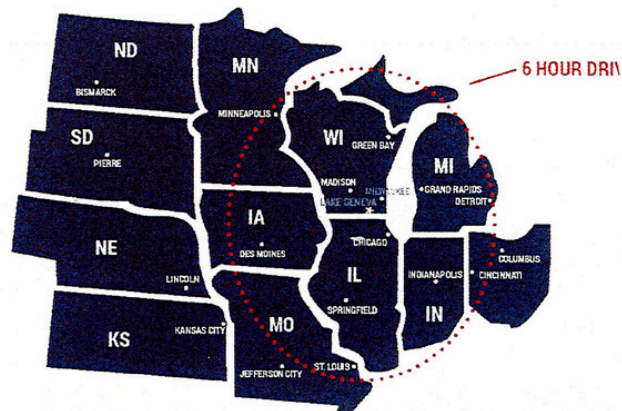 6 HOUR DRIV
ND
BISMARCK
MN
MINNEAPOLIS
SD
PIERRE
WI
GREEN BAY
MADISON
MILWAUKEE
LAKE GENEVA
MI
GRAND RAPIDS
DETROIT
IA
DES MOINES
CHICAGO
NE
LINCOLN
IL
SPRINGFIELD
INDIANAPOLIS
IN
COLUMBUS
CINCINNATI
KS
KANSAS CITY
MO
JEFFERSON CITY
ST. LOUIS